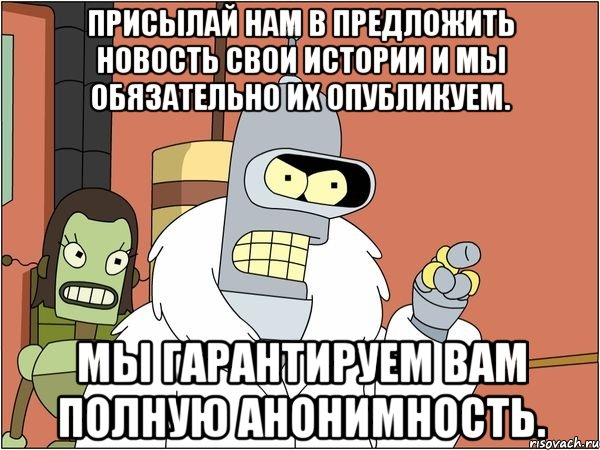 ПРИСЫЛАЙ НАМ В ПРЕДЛОЖИТЬ
НОВОСТЬ СВОИ ИСТОРИИ И МЫ
ОБЯЗАТЕЛЬНО ИХ ОПУБЛИКУЕМ.
МЫ ГАРАНТИРУЕМ ВАМ
ПОЛНУЮ АНОНИМНОСТЬ.
risovach.ru